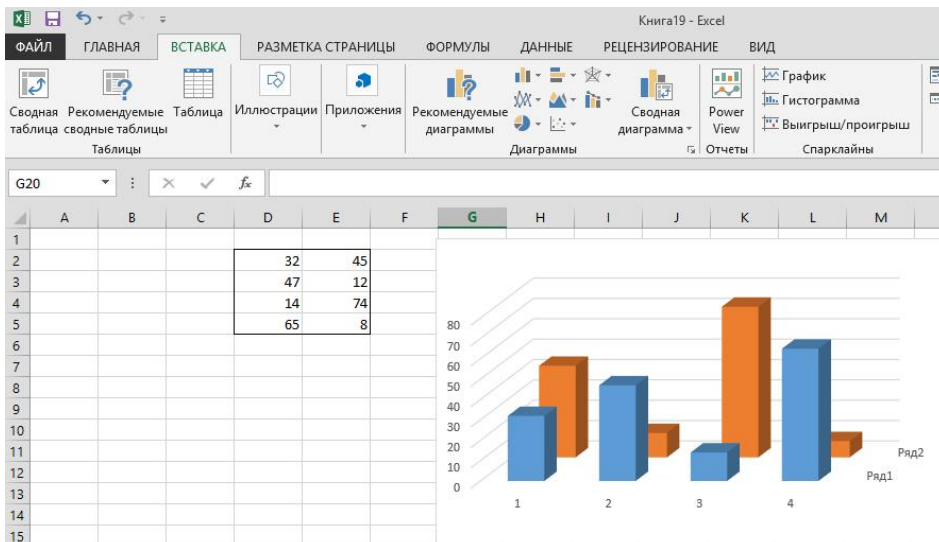 Книга19 - Excel
ФАЙЛ ГЛАВНАЯ ВСТАВКА РАЗМЕТКА СТРАНИЦЫ ФОРМУЛЫ ДАННЫЕ РЕЦЕНЗИРОВАНИЕ ВИД
Сводная таблица
Рекомендуемые сводные таблицы
Таблица
Иллюстрации
Приложения
Рекомендуемые диаграммы
Сводная диаграмма
Power View
График
Гистограмма
Выигрыш/проигрыш
Таблицы Диаграммы Отчеты Спарклайны
G20 fx
A B C D E F G H I J K L M
1
2 32 45
3 47 12
4 14 74
5 65 8
6
7
8
9
10
11
12
13
14
15
80
70
60
50
40
30
20
10
0
Ряд2
Ряд1
1 2 3 4